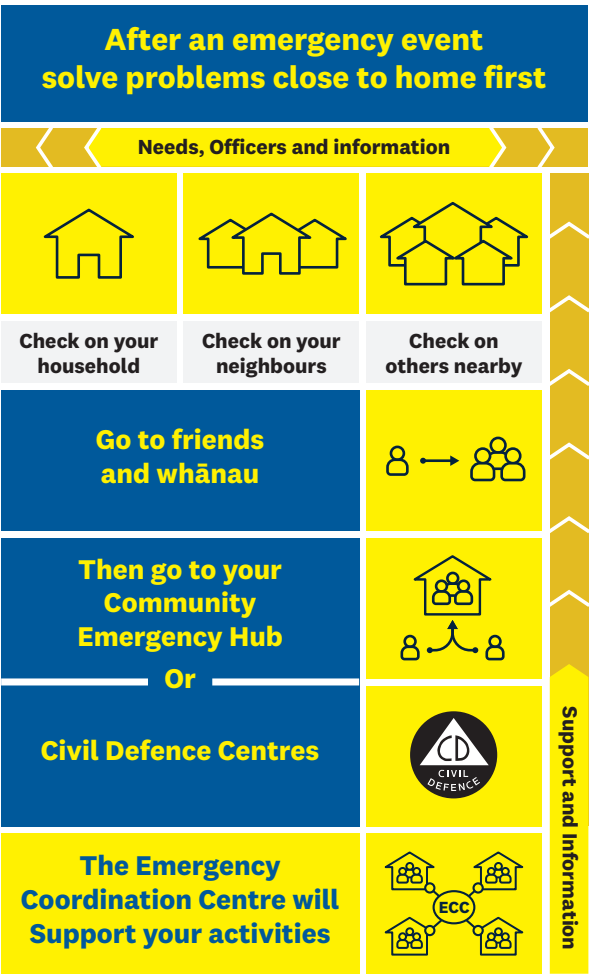 After an emergency event
solve problems close to home first
Needs, Officers and information
Check on your
household
Check on your
neighbours
Check on
others nearby
Go to friends
and whānau
Then go to your
Community
Emergency Hub
Or
Civil Defence Centres
CD
CIVIL
DEFENCE
The Emergency
Coordination Centre will
Support your activities
ECC
Support and Information